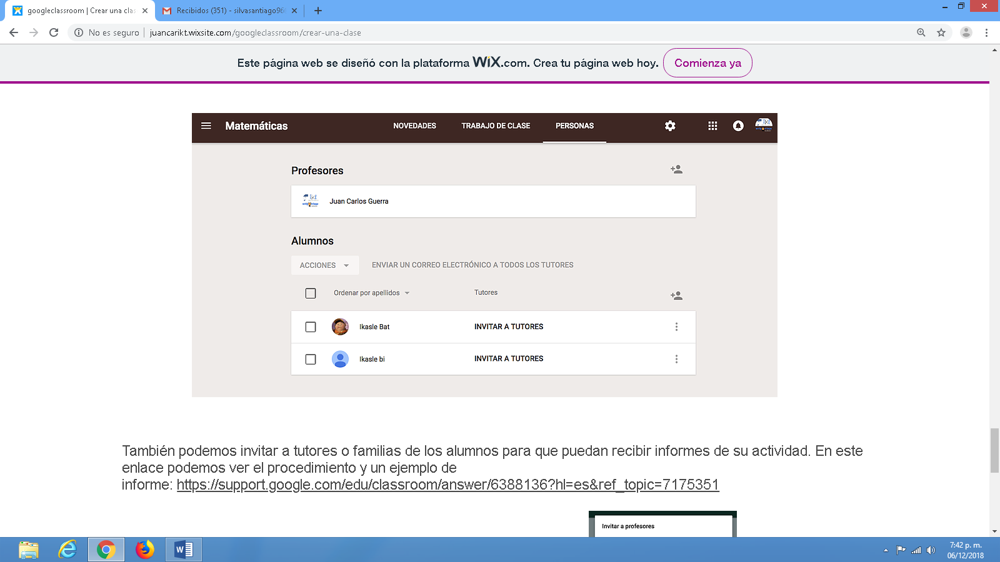 googleclassroom | Crear una clas
Recibidos (351) - silvasantiago96
No es seguro | juancarikt.wixsite.com/googleclassroom/crear-una-clase
Este página web se diseñó con la plataforma WiX.com. Crea tu página web hoy. Comienza ya
Matemáticas NOVEDADES TRABAJO DE CLASE PERSONAS
Profesores
Juan Carlos Guerra
Alumnos
ACCIONES ENVIAR UN CORREO ELECTRÓNICO A TODOS LOS TUTORES
Ordenar por apellidos Tutores
Ikasle Bat INVITAR A TUTORES
Ikasle bi INVITAR A TUTORES
También podemos invitar a tutores o familias de los alumnos para que puedan recibir informes de su actividad. En este
enlace podemos ver el procedimiento y un ejemplo de
informe: https://support.google.com/edu/classroom/answer/6388136?hl=es&ref_topic=7175351
Invitar a profesores
7:42 p. m.
06/12/2018